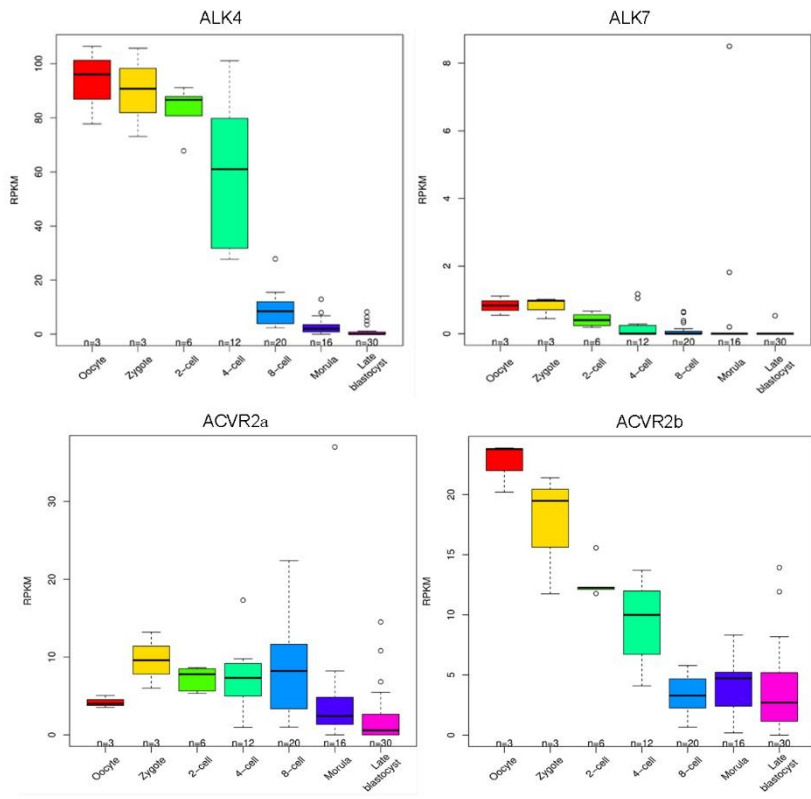 ALK4
RPKM
100
80
60
40
20
0
n=3 n=3 n=6 n=12 n=20 n=16 n=30
Oocyte Zygote 2-cell 4-cell 8-cell Morula Late blastocyst
ALK7
RPKM
8
6
4
2
0
n=3 n=3 n=6 n=12 n=20 n=16 n=30
Oocyte Zygote 2-cell 4-cell 8-cell Morula Late blastocyst
ACVR2a
RPKM
30
20
10
0
n=3 n=3 n=6 n=12 n=20 n=16 n=30
Oocyte Zygote 2-cell 4-cell 8-cell Morula Late blastocyst
ACVR2b
RPKM
20
15
10
5
0
n=3 n=3 n=6 n=12 n=20 n=16 n=30
Oocyte Zygote 2-cell 4-cell 8-cell Morula Late blastocyst